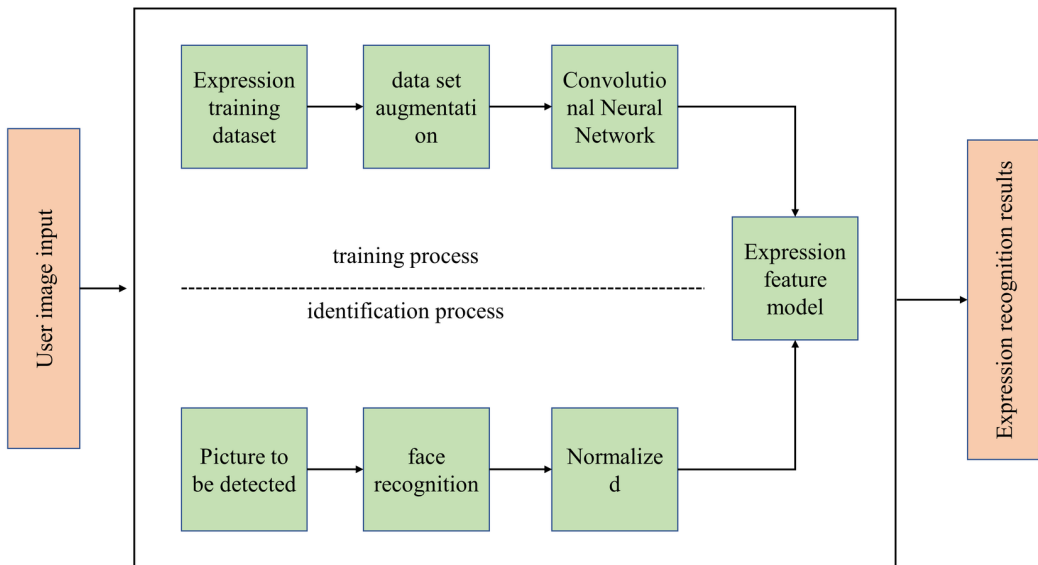 User image input
Expression
training
dataset
data set
augmentati
on
Convolutio
nal Neural
Network
training process
identification process
Expression
feature
model
Picture to
be detected
face
recognition
Normalize
d
Expression recognition results